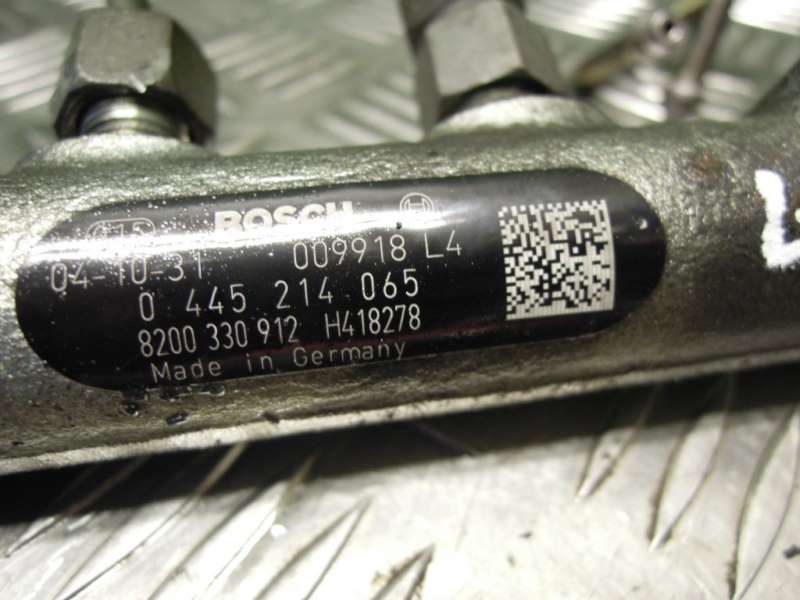 BOSCH
04-10-31 009918 L4
0 445 214 065
8200 330 912 H418278
Made in Germany